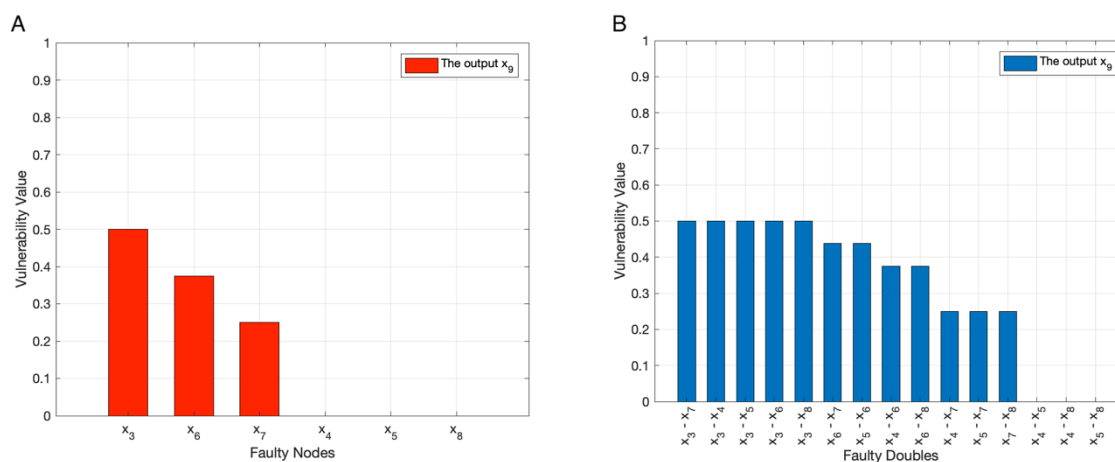 A
1
0.9
0.8
0.7
0.6
0.5
0.4
0.3
0.2
0.1
0
Vulnerability Value
The output x₉
x₃ x₆ x₇ x₄ x₅ x₈
Faulty Nodes
B
1
0.9
0.8
0.7
0.6
0.5
0.4
0.3
0.2
0.1
0
Vulnerability Value
The output x₉
x₃ - x₇
x₃ - x₄
x₃ - x₅
x₃ - x₆
x₃ - x₈
x₆ - x₇
x₅ - x₆
x₄ - x₆
x₆ - x₈
x₄ - x₇
x₅ - x₇
x₇ - x₈
x₄ - x₅
x₄ - x₈
x₅ - x₈
Faulty Doubles